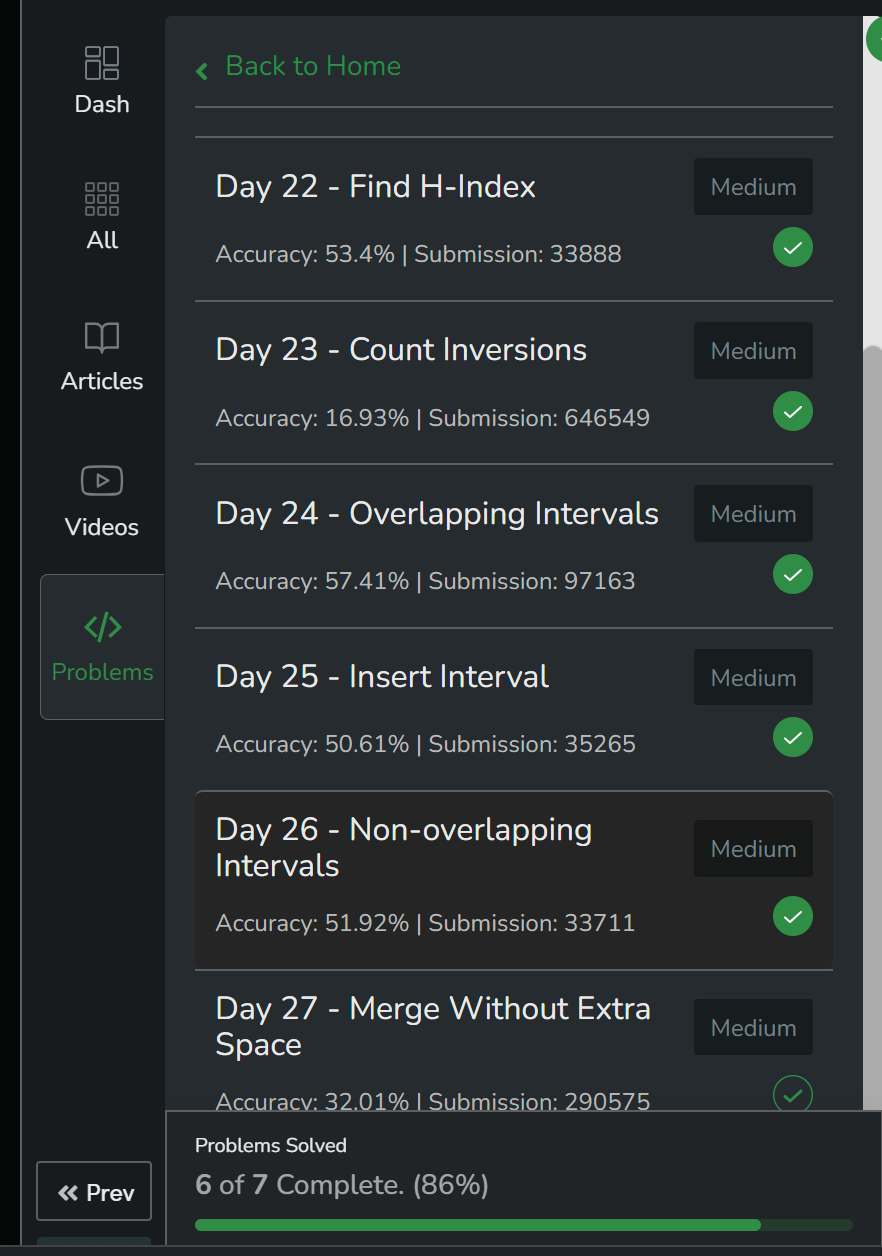 Dash
All
Articles
Videos
Problems
Prev
Back to Home
Day 22 - Find H-Index
Medium
Accuracy: 53.4% | Submission: 33888
Day 23 - Count Inversions
Medium
Accuracy: 16.93% | Submission: 646549
Day 24 - Overlapping Intervals
Medium
Accuracy: 57.41% | Submission: 97163
Day 25 - Insert Interval
Medium
Accuracy: 50.61% | Submission: 35265
Day 26 - Non-overlapping
Intervals
Medium
Accuracy: 51.92% | Submission: 33711
Day 27 - Merge Without Extra
Space
Medium
Accuracy: 32.01% | Submission: 290575
Problems Solved
6 of 7 Complete. (86%)